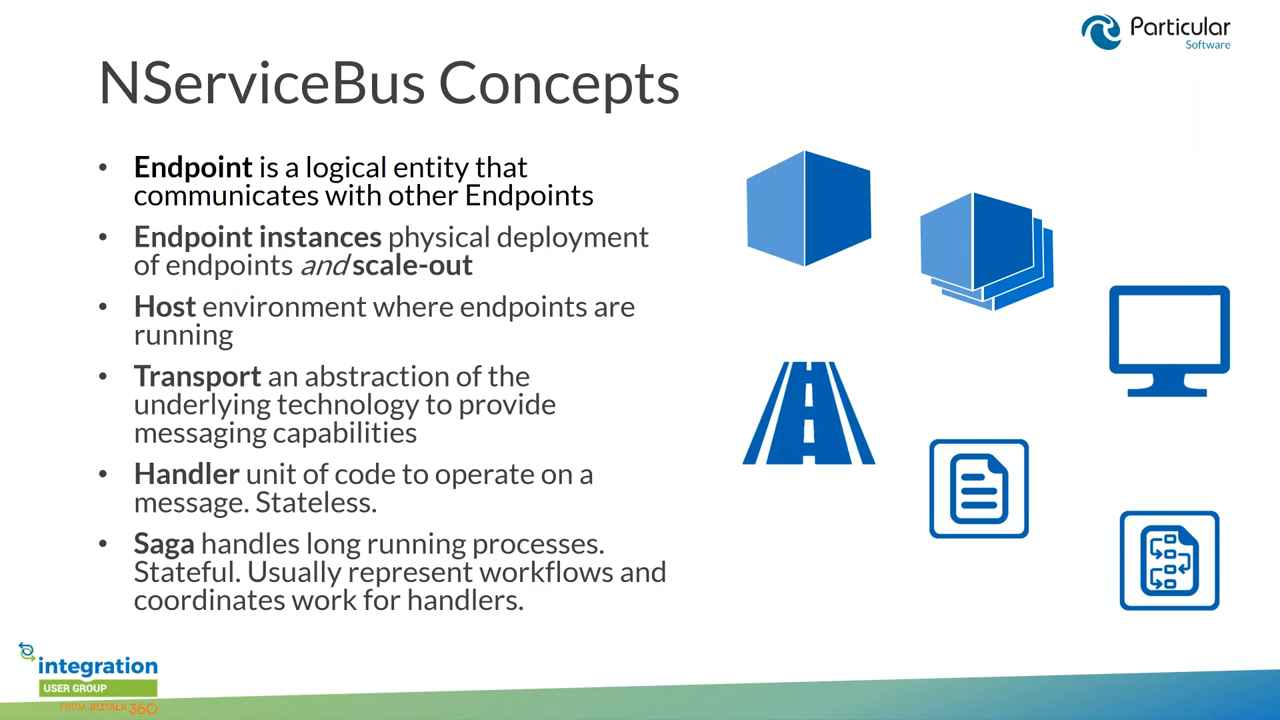 Particular
Software
NServiceBus Concepts
• Endpoint is a logical entity that
communicates with other Endpoints
• Endpoint instances physical deployment
of endpoints and scale-out
• Host environment where endpoints are
running
• Transport an abstraction of the
underlying technology to provide
messaging capabilities
• Handler unit of code to operate on a
message. Stateless.
• Saga handles long running processes.
Stateful. Usually represent workflows and
coordinates work for handlers.
integration
USER GROUP
FROM BIZTALK360